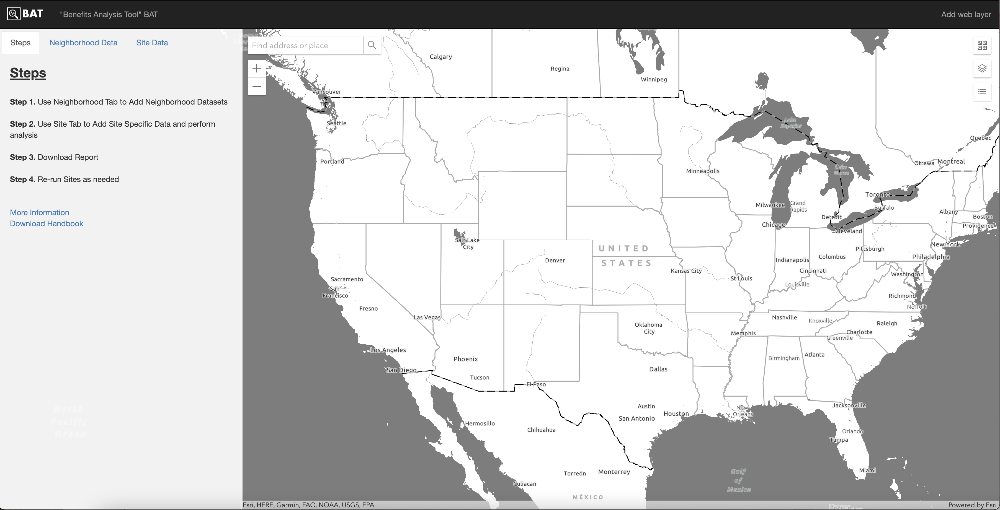 BAT
"Benefits Analysis Tool" BAT
Add web layer
Steps
Neighborhood Data
Site Data
Steps
Step 1. Use Neighborhood Tab to Add Neighborhood Datasets
Step 2. Use Site Tab to Add Site Specific Data and perform
analysis
Step 3. Download Report
Step 4. Re-run Sites as needed
More Information
Download Handbook
North
Pacific
Ocean
Find address or place
Calgary
Regina
Winnipeg
Vancouver
Seattle
Portland
Lake
Superior
Quebec
Ottawa
Montreal
Minneapolis
Lake
Huron
Toronto
Milwaukee
Grand
Rapids
Buffalo
Detroit
Albany
Boston
Chicago
Providence
Cleveland
Salt Lake
City
New York
UNITED
STATES
Pittsburgh
Denver
Indianapolis
Columbus
Philadelphia
Kansas City
Cincinnati
Washington
Sacramento
St Louis
Louisville
San
Francisco
Richmond
Norfolk
Fresno
Las Vegas
Nashville
Knoxville
Raleigh
Oklahoma
City
Memphis
Charlotte
Greenville
Los Angeles
Phoenix
Birmingham
Atlanta
San Diego
Dallas
Tucson
El Paso
Austin
Houston
San Antonio
New
Orleans
Jacksonville
Hermosillo
Chihuahua
Orlando
Tampa
Torreón
Monterrey
Miami
Gulf
of
Mexico
Culiacan
MÉXICO
Esri, HERE, Garmin, FAO, NOAA, USGS, EPA
Havana
Powered by Esri